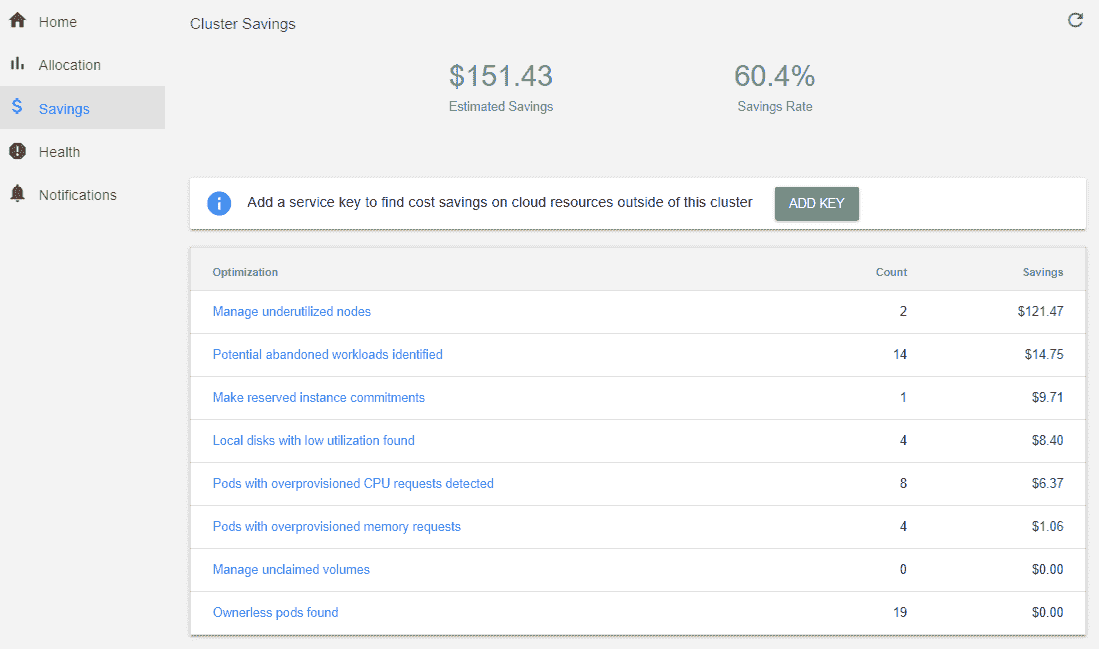 Home
Allocation
Savings
Health
Notifications
Cluster Savings
$151.43
Estimated Savings
60.4%
Savings Rate
Add a service key to find cost savings on cloud resources outside of this cluster ADD KEY
Optimization Count Savings
Manage underutilized nodes 2 $121.47
Potential abandoned workloads identified 14 $14.75
Make reserved instance commitments 1 $9.71
Local disks with low utilization found 4 $8.40
Pods with overprovisioned CPU requests detected 8 $6.37
Pods with overprovisioned memory requests 4 $1.06
Manage unclaimed volumes 0 $0.00
Ownerless pods found 19 $0.00